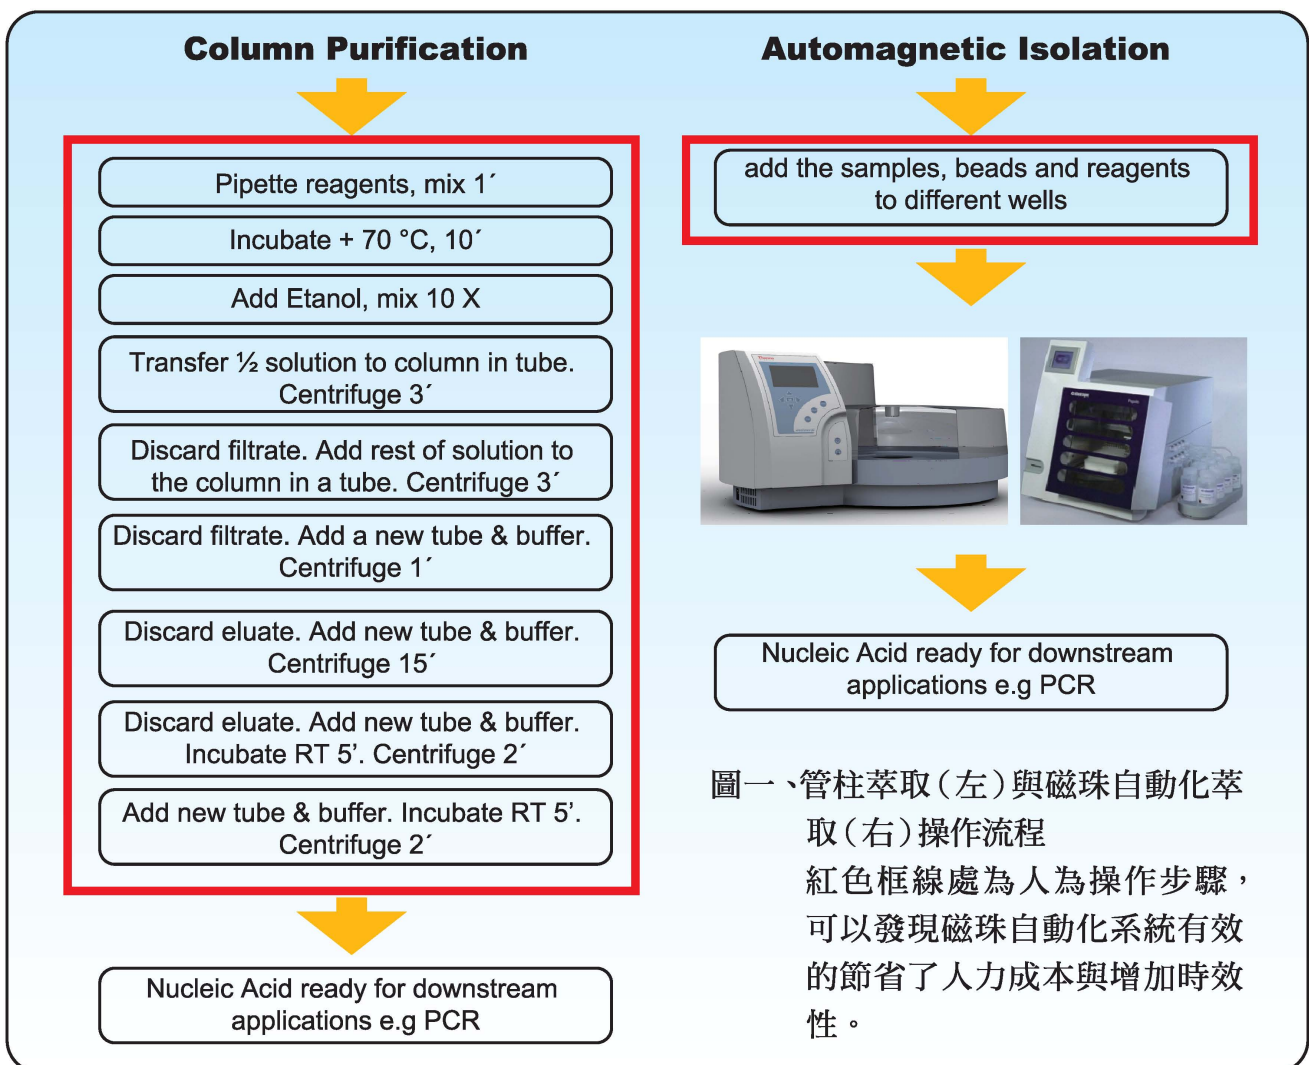 Column Purification
Pipette reagents, mix 1´
Incubate + 70 °C, 10´
Add Etanol, mix 10 X
Transfer ½ solution to column in tube.
Centrifuge 3´
Discard filtrate. Add rest of solution to
the column in a tube. Centrifuge 3´
Discard filtrate. Add a new tube & buffer.
Centrifuge 1´
Discard eluate. Add new tube & buffer.
Centrifuge 15´
Discard eluate. Add new tube & buffer.
Incubate RT 5’. Centrifuge 2´
Add new tube & buffer. Incubate RT 5’.
Centrifuge 2´
Nucleic Acid ready for downstream
applications e.g PCR
Automagnetic Isolation
add the samples, beads and reagents
to different wells
Nucleic Acid ready for downstream
applications e.g PCR
圖一、管柱萃取(左)與磁珠自動化萃
取(右)操作流程
紅色框線處為人為操作步驟，
可以發現磁珠自動化系統有效
的節省了人力成本與增加時效
性。